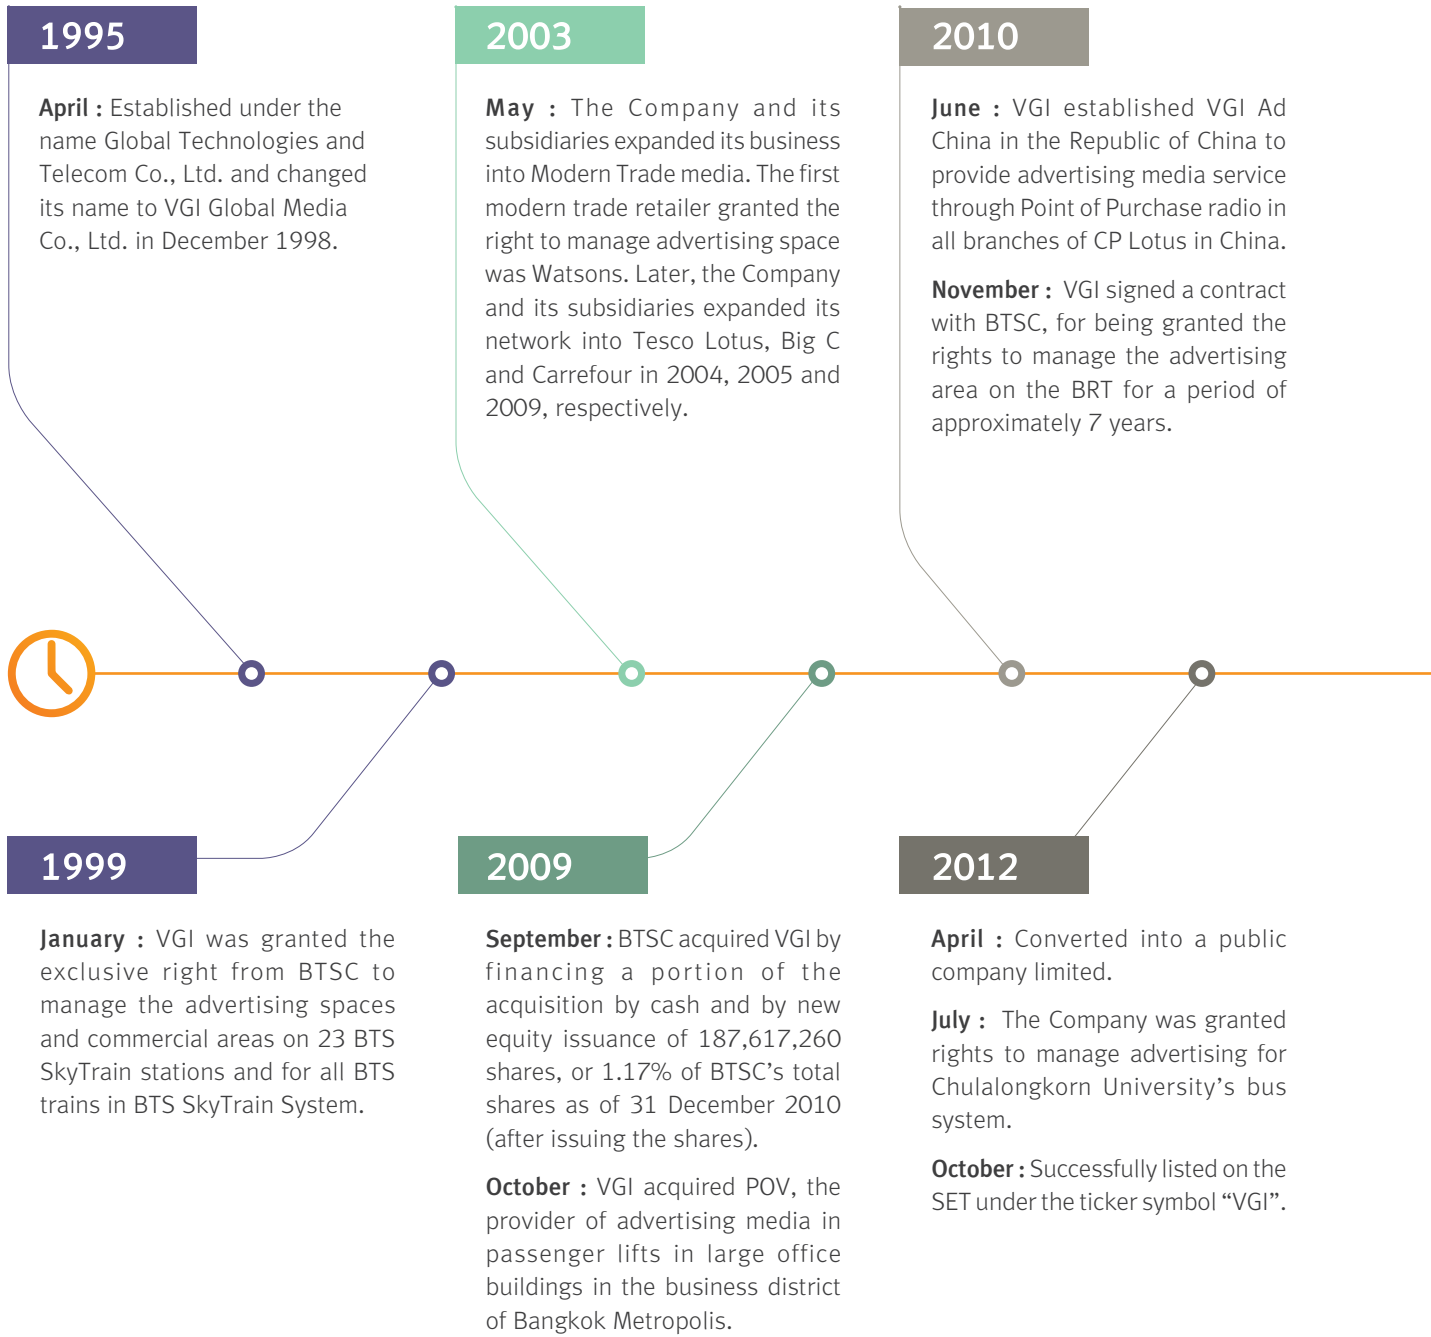 1995
April : Established under the
name Global Technologies and
Telecom Co., Ltd. and changed
its name to VGI Global Media
Co., Ltd. in December 1998.
2003
May : The Company and its
subsidiaries expanded its business
into Modern Trade media. The first
modern trade retailer granted the
right to manage advertising space
was Watsons. Later, the Company
and its subsidiaries expanded its
network into Tesco Lotus, Big C
and Carrefour in 2004, 2005 and
2009, respectively.
2010
June : VGI established VGI Ad
China in the Republic of China to
provide advertising media service
through Point of Purchase radio in
all branches of CP Lotus in China.
November : VGI signed a contract
with BTSC, for being granted the
rights to manage the advertising
area on the BRT for a period of
approximately 7 years.
1999
January : VGI was granted the
exclusive right from BTSC to
manage the advertising spaces
and commercial areas on 23 BTS
SkyTrain stations and for all BTS
trains in BTS SkyTrain System.
2009
September : BTSC acquired VGI by
financing a portion of the
acquisition by cash and by new
equity issuance of 187,617,260
shares, or 1.17% of BTSC’s total
shares as of 31 December 2010
(after issuing the shares).
October : VGI acquired POV, the
provider of advertising media in
passenger lifts in large office
buildings in the business district
of Bangkok Metropolis.
2012
April : Converted into a public
company limited.
July : The Company was granted
rights to manage advertising for
Chulalongkorn University’s bus
system.
October : Successfully listed on the
SET under the ticker symbol “VGI”.